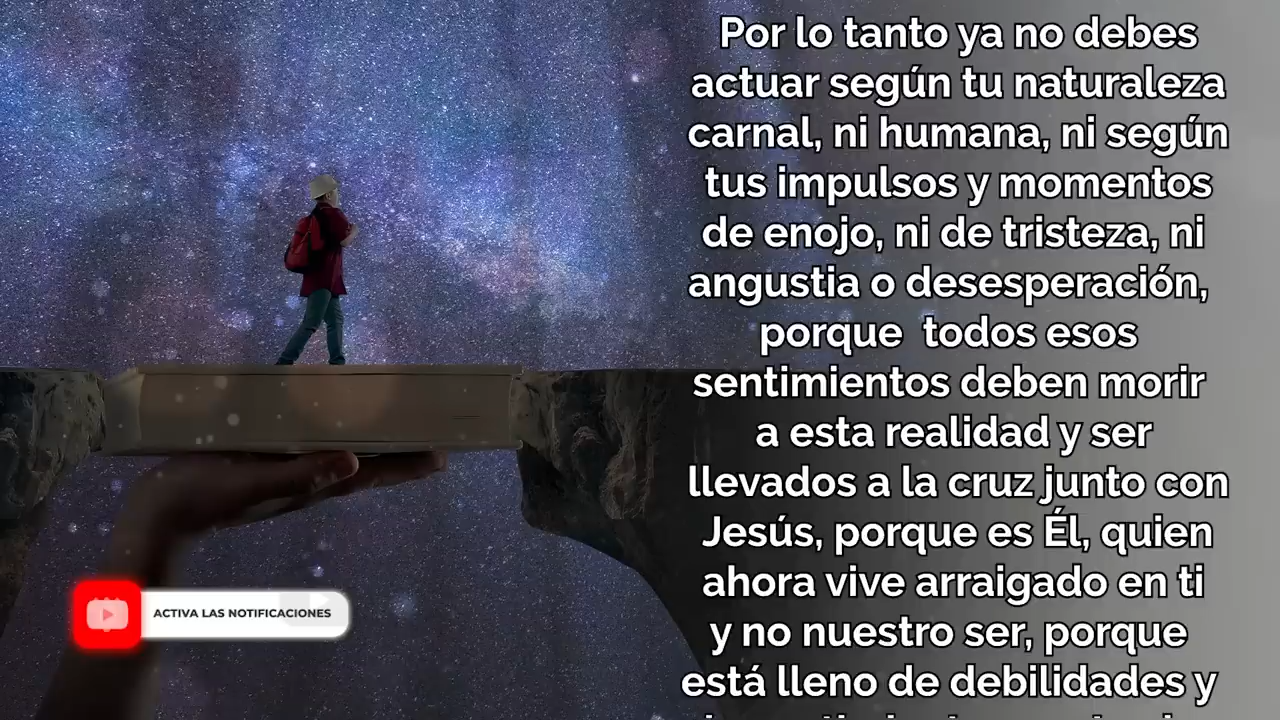 Por lo tanto ya no debes
actuar según tu naturaleza
carnal, ni humana, ni según
tus impulsos y momentos
de enojo, ni de tristeza, ni
angustia o desesperación,
porque  todos esos
sentimientos deben morir
a esta realidad y ser
llevados a la cruz junto con
Jesús, porque es Él, quien
ahora vive arraigado en ti
y no nuestro ser, porque
está lleno de debilidades y
ACTIVA LAS NOTIFICACIONES